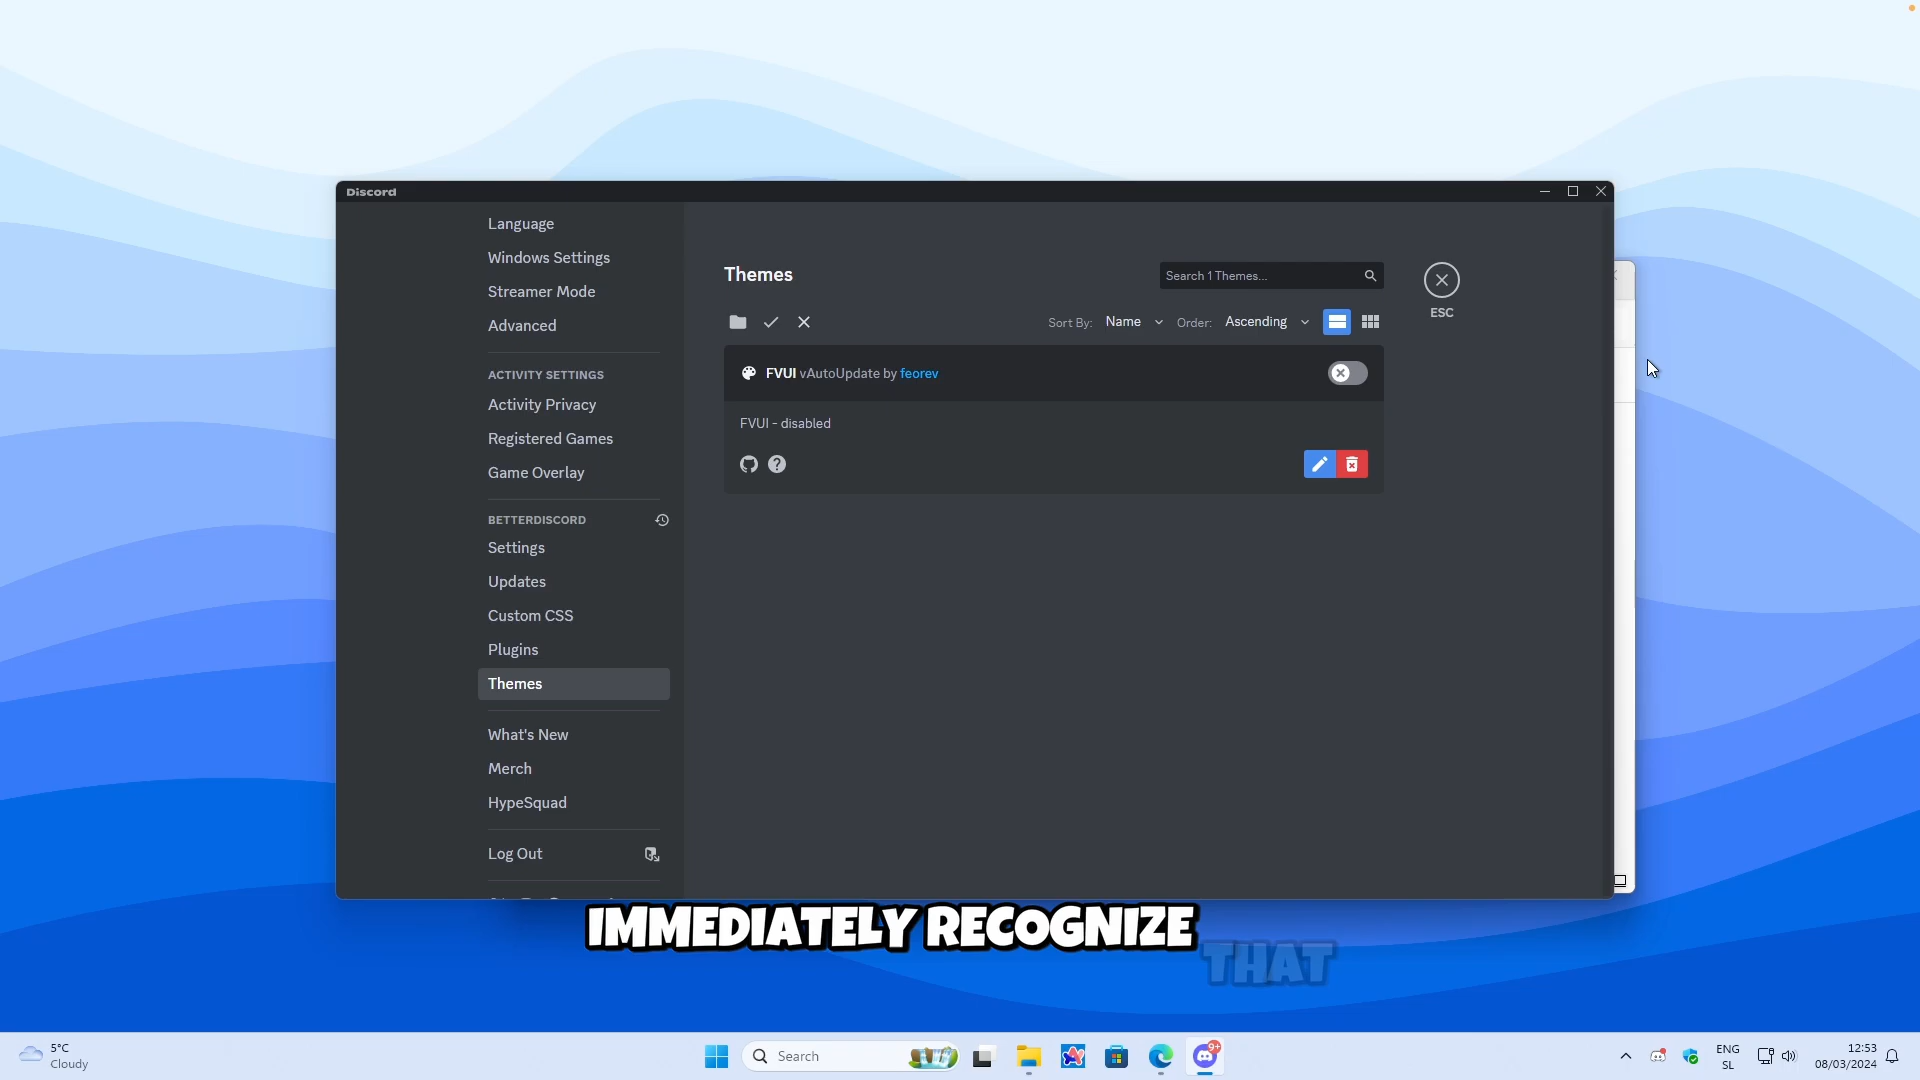 Discord
Language
Windows Settings
Streamer Mode
Advanced
ACTIVITY SETTINGS
Activity Privacy
Registered Games
Game Overlay
BETTERDISCORD
Settings
Updates
Custom CSS
Plugins
Themes
What's New
Merch
HypeSquad
Log Out
Themes
Search 1 Themes...
ESC
Sort By: Name Order: Ascending
FVUI vAutoUpdate by feorev
FVUI - disabled
IMMEDIATELY RECOGNIZE
THAT
5°C
Cloudy
Search
9+
ENG
SL
12:53
08/03/2024